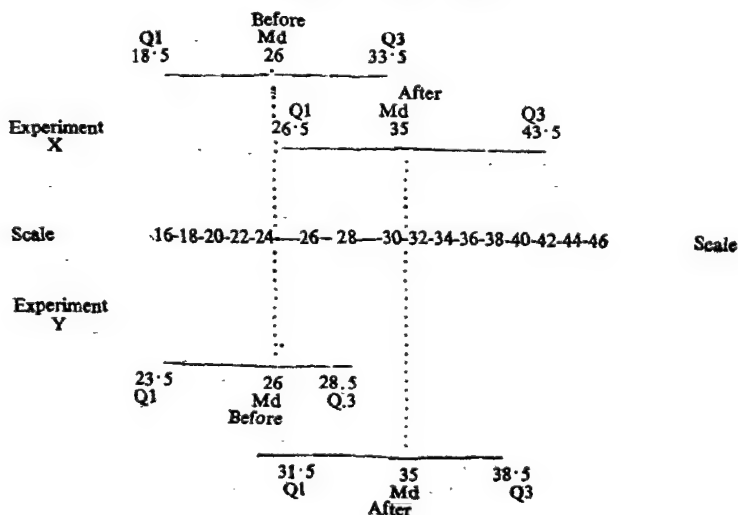 Before
Q1 Md Q3
18·5 26 33·5
After
Q1 Md Q3
26·5 35 43·5
Experiment
X
Scale 16-18-20-22-24-—26— 28—-30-32-34-36-38-40-42-44-46 Scale
Experiment
Y
23·5 26 28.5
Q1 Md Q.3
Before
31·5 35 38·5
Q1 Md Q3
After